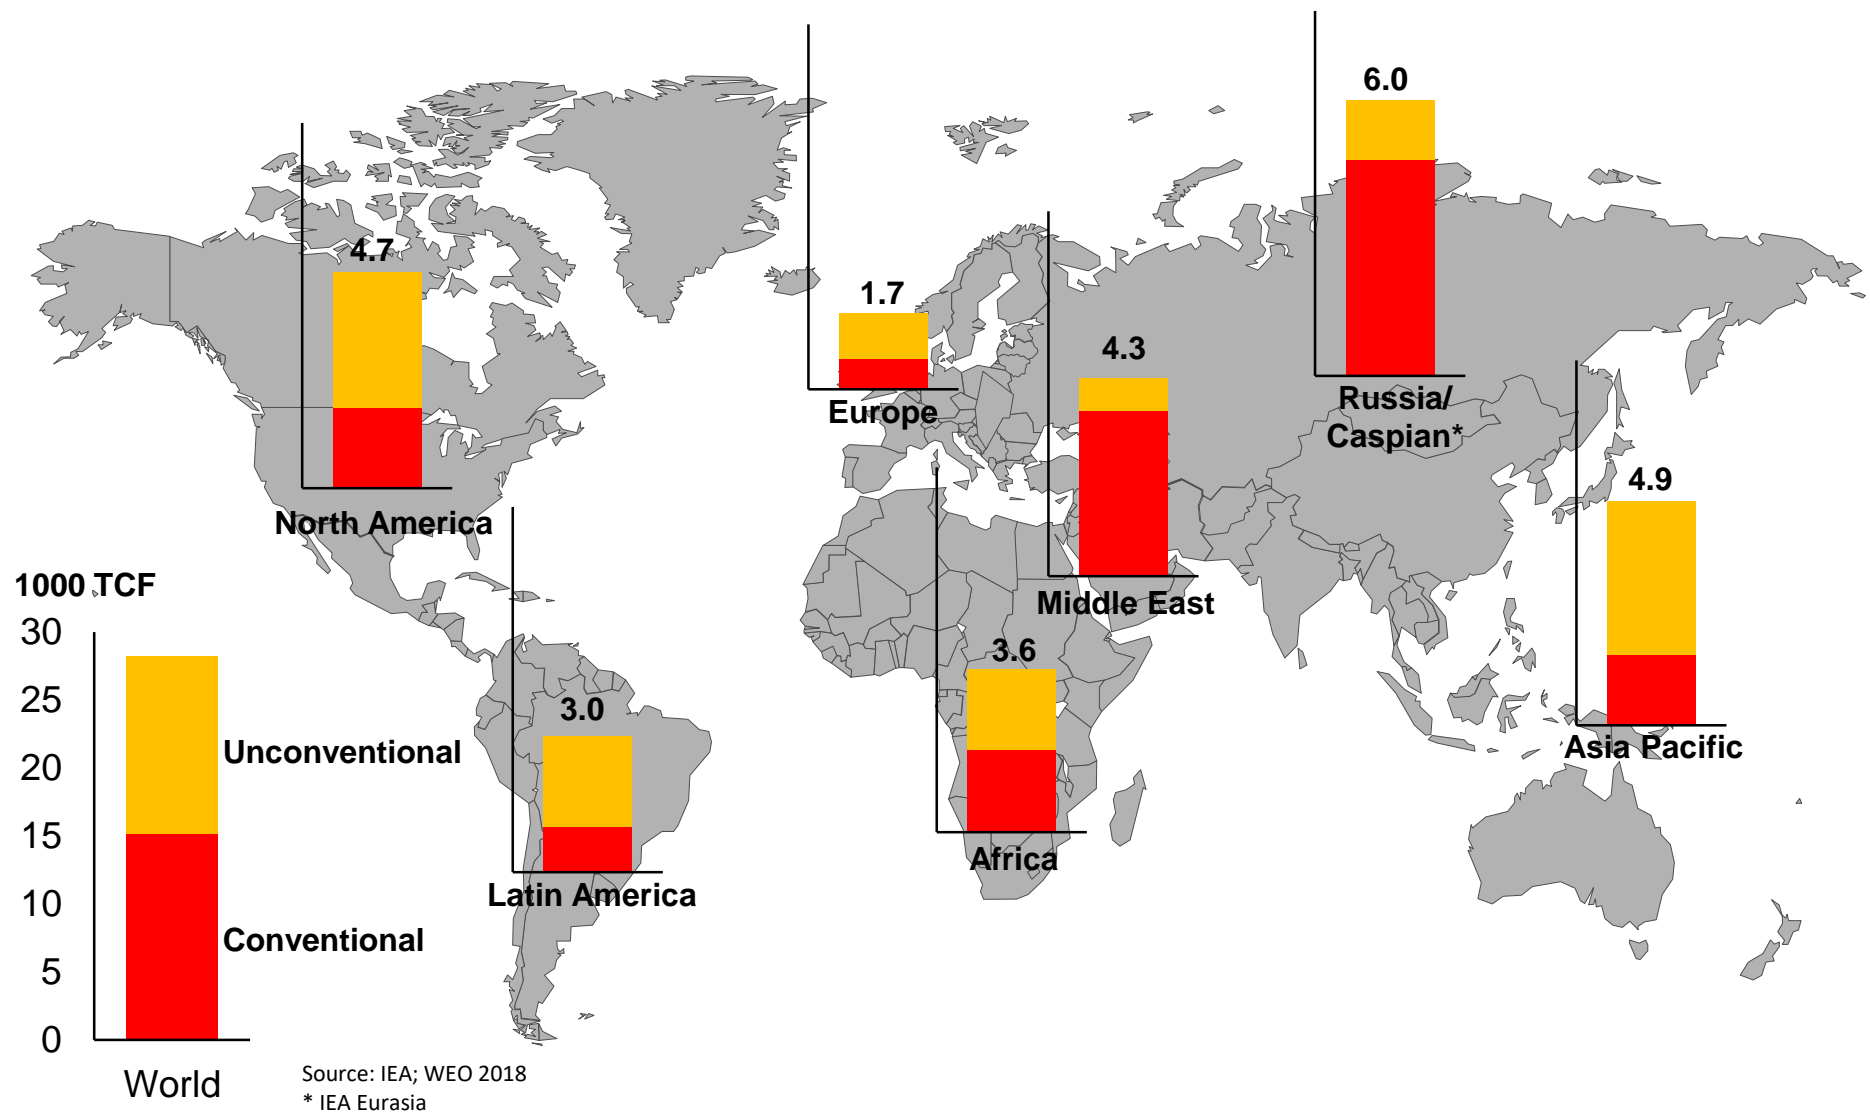 6.0
4.7
1.7
4.3
Europe
Russia/
Caspian*
4.9
North America
1000 TCF
Middle East
30
3.6
25
3.0
Unconventional
Asia Pacific
20
15
Africa
Latin America
10
Conventional
5
0
World
Source: IEA; WEO 2018
* IEA Eurasia